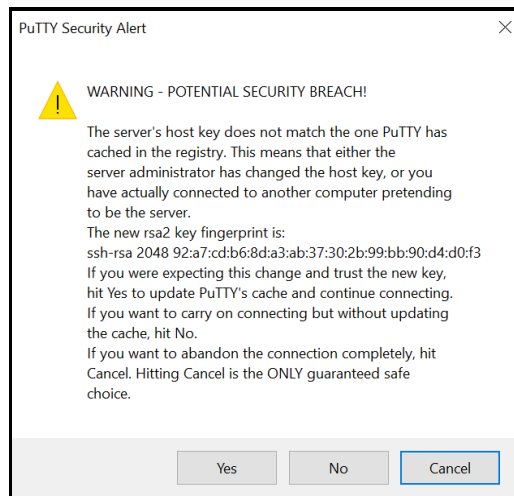 PuTTY Security Alert
WARNING - POTENTIAL SECURITY BREACH!
The server's host key does not match the one PuTTY has
cached in the registry. This means that either the
server administrator has changed the host key, or you
have actually connected to another computer pretending
to be the server.
The new rsa2 key fingerprint is:
ssh-rsa 2048 92:a7:cd:b6:8d:a3:ab:37:30:2b:99:bb:90:d4:d0:f3
If you were expecting this change and trust the new key,
hit Yes to update PuTTY's cache and continue connecting.
If you want to carry on connecting but without updating
the cache, hit No.
If you want to abandon the connection completely, hit
Cancel. Hitting Cancel is the ONLY guaranteed safe
choice.
Yes No Cancel